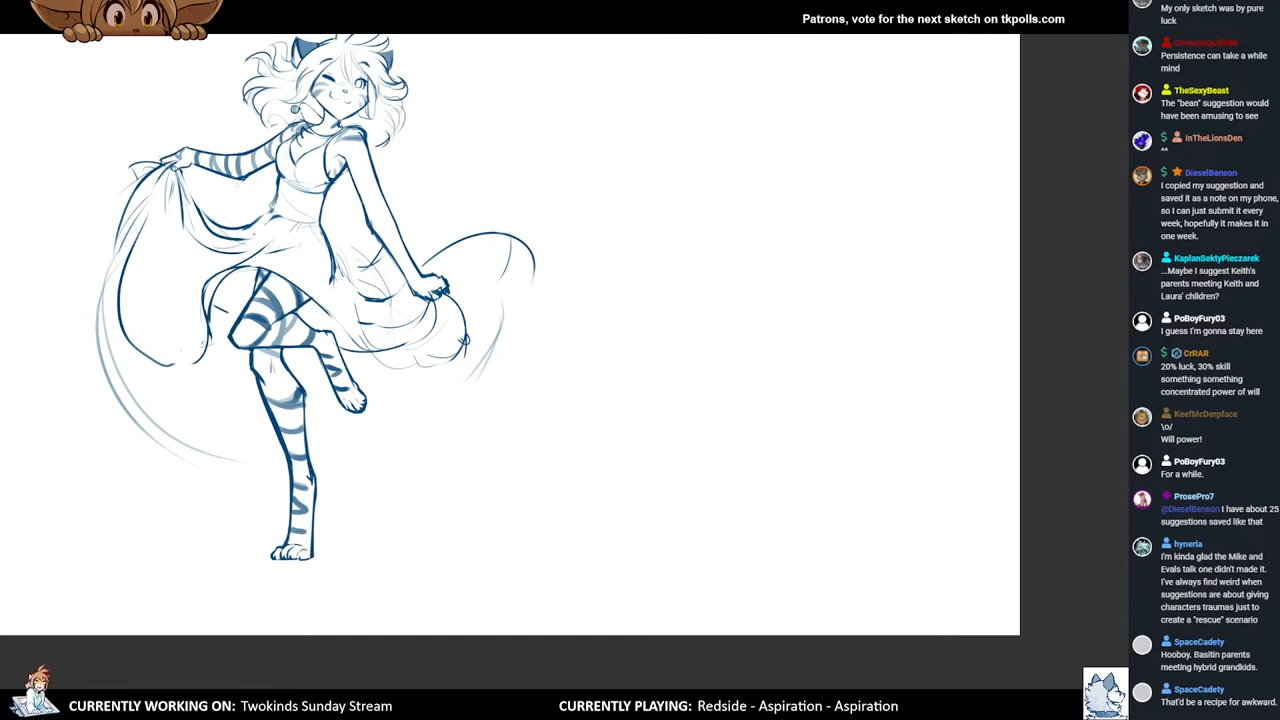 Patrons, vote for the next sketch on tkpolls.com
My only sketch was by pure
luck
Persistence can take a while
mind
TheSexyBeast
The "bean" suggestion would
have been amusing to see
InTheLionsDen
^^
DieselBenson
I copied my suggestion and
saved it as a note on my phone,
so I can just submit it every
week, hopefully it makes it in
one week.
KaplanSektyPieczarek
...Maybe I suggest Keith's
parents meeting Keith and
Laura' children?
PoBoyFury03
I guess I'm gonna stay here
CrRAR
20% luck, 30% skill
something something
concentrated power of will
KeefMcDerpface
\o/
Will power!
PoBoyFury03
For a while.
ProsePro7
@DieselBenson I have about 25
suggestions saved like that
hyneria
I'm kinda glad the Mike and
Evals talk one didn't made it.
I've always find weird when
suggestions are about giving
characters traumas just to
create a "rescue" scenario
SpaceCadety
Hooboy. Basitin parents
meeting hybrid grandkids.
SpaceCadety
That'd be a recipe for awkward.
CURRENTLY WORKING ON: Twokinds Sunday Stream
CURRENTLY PLAYING: Redside - Aspiration - Aspiration